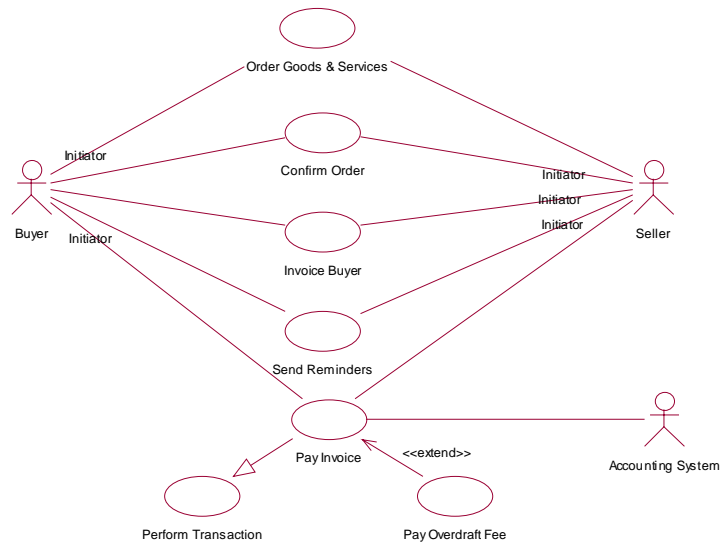 Order Goods & Services
Initiator
Confirm Order
Initiator
Initiator
Buyer
Initiator
Initiator
Seller
Invoice Buyer
Send Reminders
Pay Invoice
<<extend>>
Accounting System
Perform Transaction
Pay Overdraft Fee